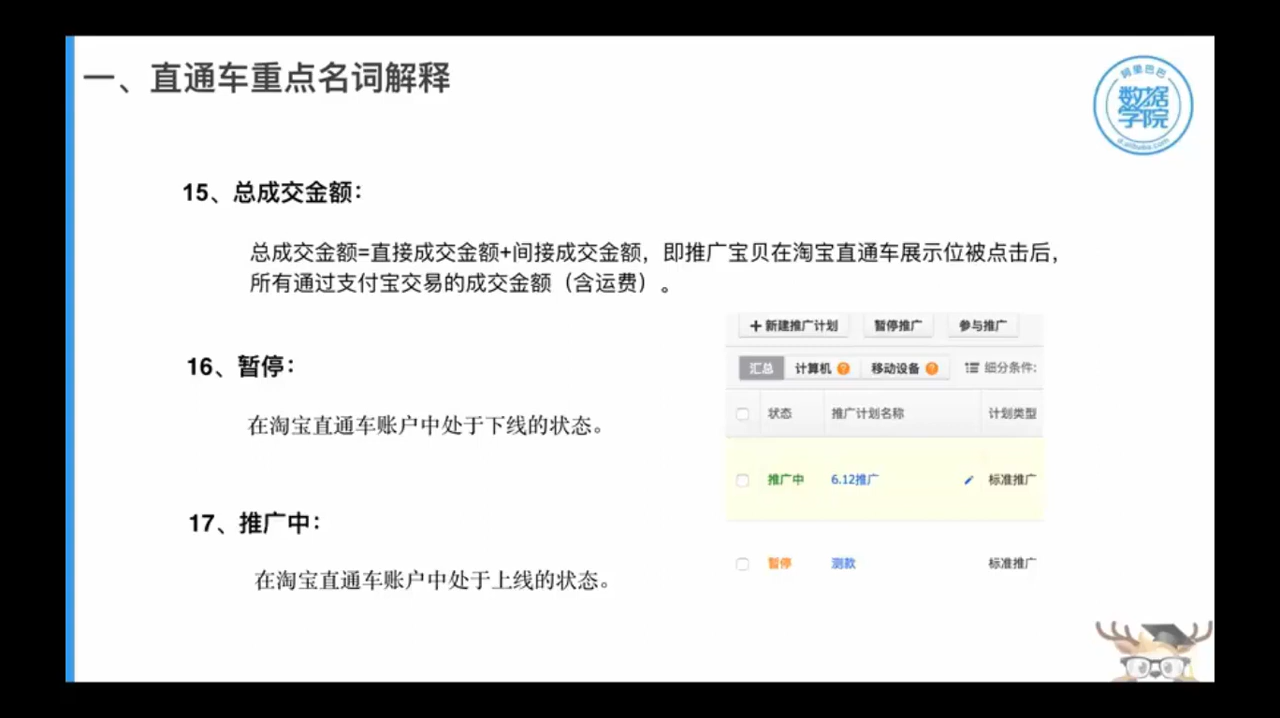 一、直通车重点名词解释
阿里巴巴
数据
学院
15、总成交金额：
总成交金额=直接成交金额+间接成交金额，即推广宝贝在淘宝直通车展示位被点击后，
所有通过支付宝交易的成交金额（含运费）。
16、暂停：
在淘宝直通车账户中处于下线的状态。
17、推广中：
在淘宝直通车账户中处于上线的状态。
＋新建推广计划 暂停推广 参与推广
汇总 计算机 ? 移动设备 ? 细分条件:
状态 推广计划名称 计划类型
推广中 6.12推广 标准推广
暂停 测款 标准推广